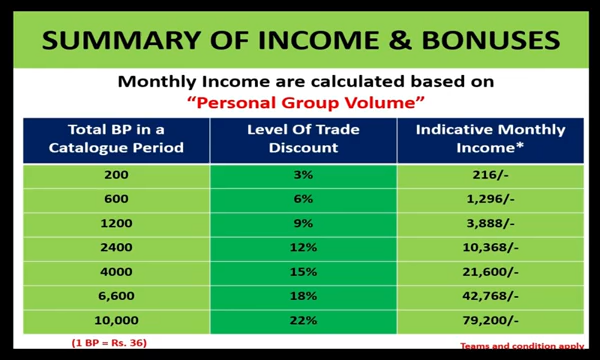 SUMMARY OF INCOME & BONUSES
Monthly Income are calculated based on
“Personal Group Volume”
Total BP in a Catalogue Period Level Of Trade Discount Indicative Monthly Income*
200 3% 216/-
600 6% 1,296/-
1200 9% 3,888/-
2400 12% 10,368/-
4000 15% 21,600/-
6,600 18% 42,768/-
10,000 22% 79,200/-
(1 BP = Rs. 36) Teams and condition apply